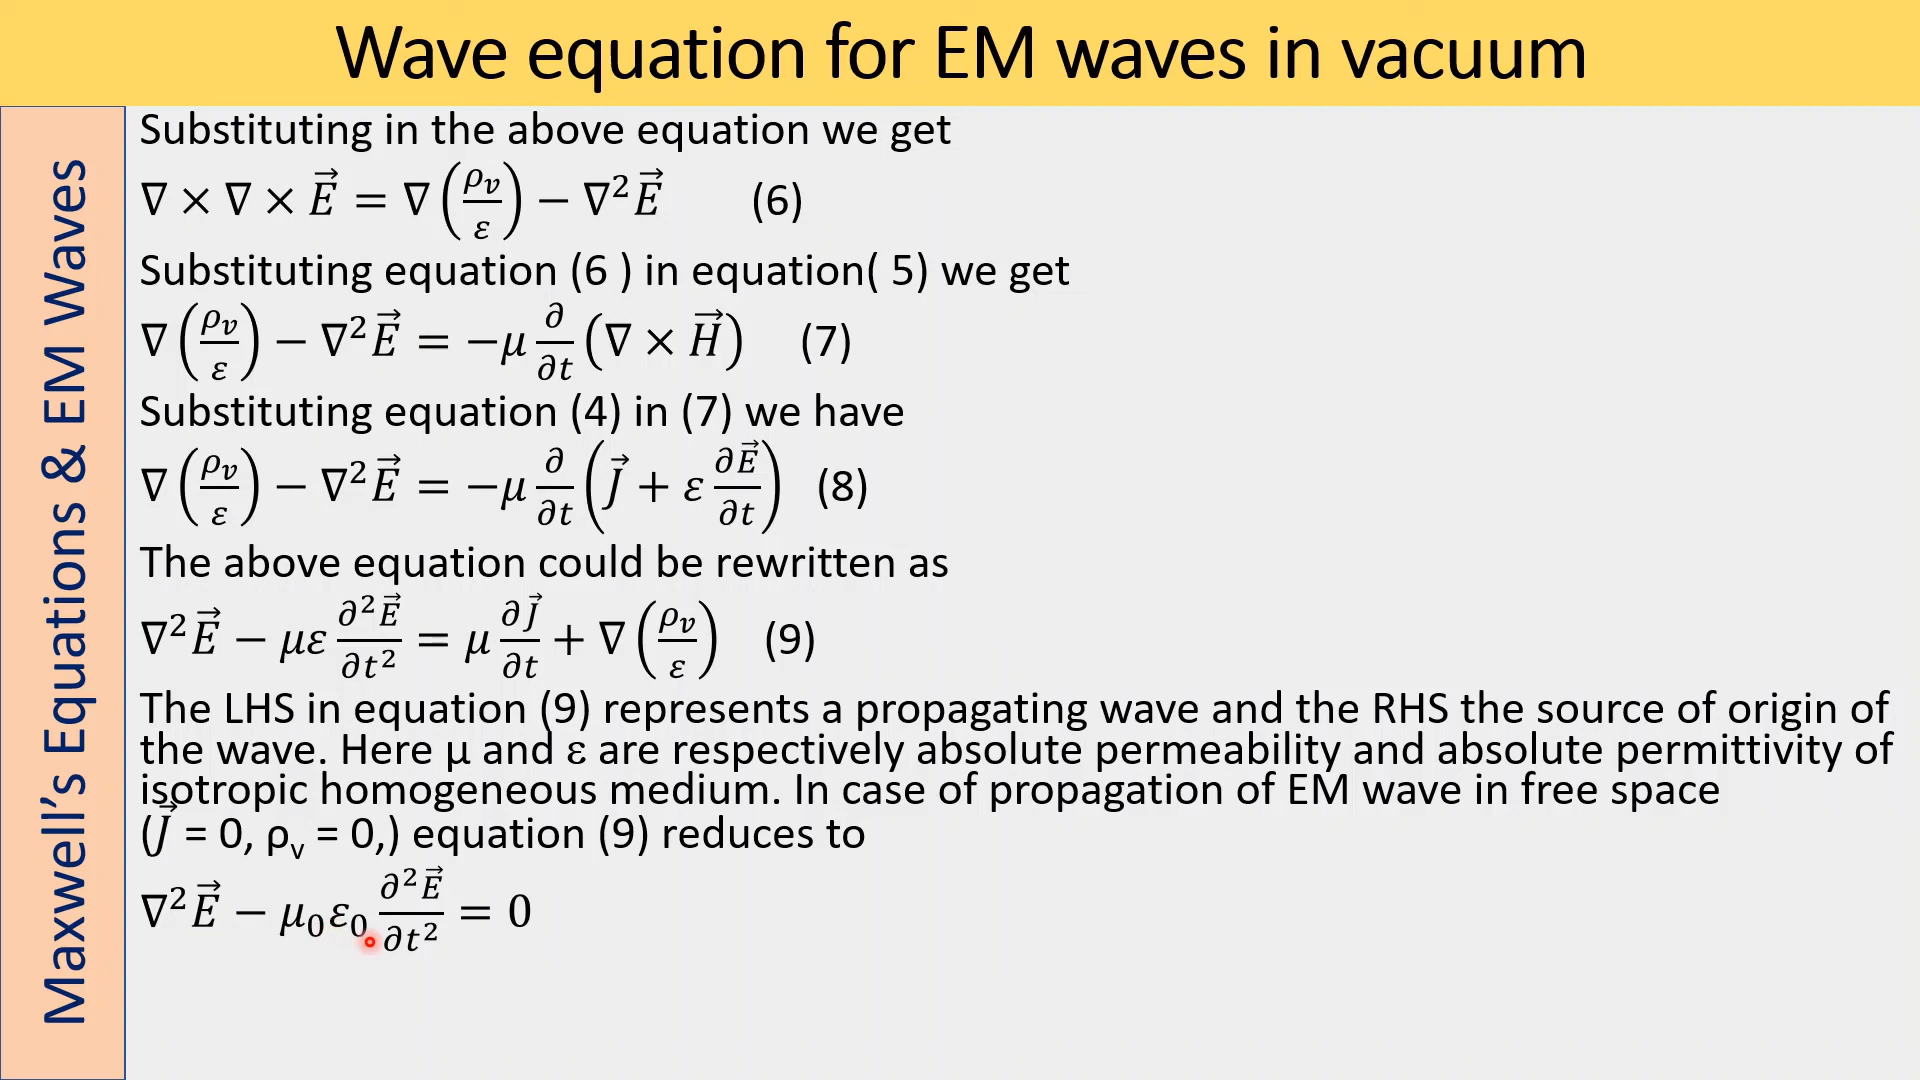 Wave equation for EM waves in vacuum
Maxwell's Equations & EM Waves
Substituting in the above equation we get
∇ × ∇ × E⃗ = ∇(ρᵥ/ε) − ∇²E⃗ (6)
Substituting equation (6 ) in equation( 5) we get
∇(ρᵥ/ε) − ∇²E⃗ = −μ ∂/∂t (∇ × H⃗) (7)
Substituting equation (4) in (7) we have
∇(ρᵥ/ε) − ∇²E⃗ = −μ ∂/∂t (J⃗ + ε ∂E⃗/∂t) (8)
The above equation could be rewritten as
∇²E⃗ − με ∂²E⃗/∂t² = μ ∂J⃗/∂t + ∇(ρᵥ/ε) (9)
The LHS in equation (9) represents a propagating wave and the RHS the source of origin of
the wave. Here μ and ε are respectively absolute permeability and absolute permittivity of
isotropic homogeneous medium. In case of propagation of EM wave in free space
(J⃗ = 0, ρᵥ = 0,) equation (9) reduces to
∇²E⃗ − μ₀ε₀ ∂²E⃗/∂t² = 0